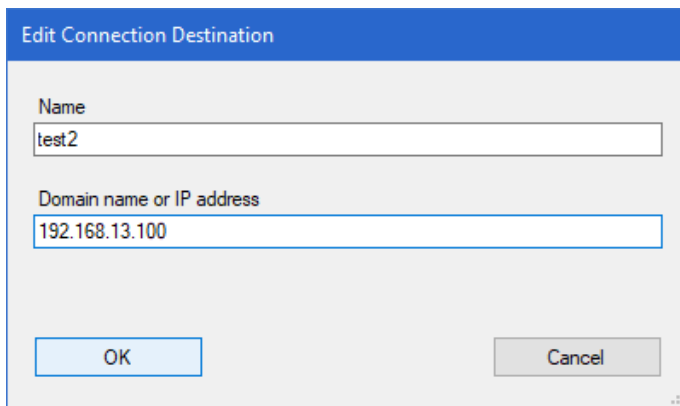 Edit Connection Destination
Name
test2
Domain name or IP address
192.168.13.100
OK
Cancel